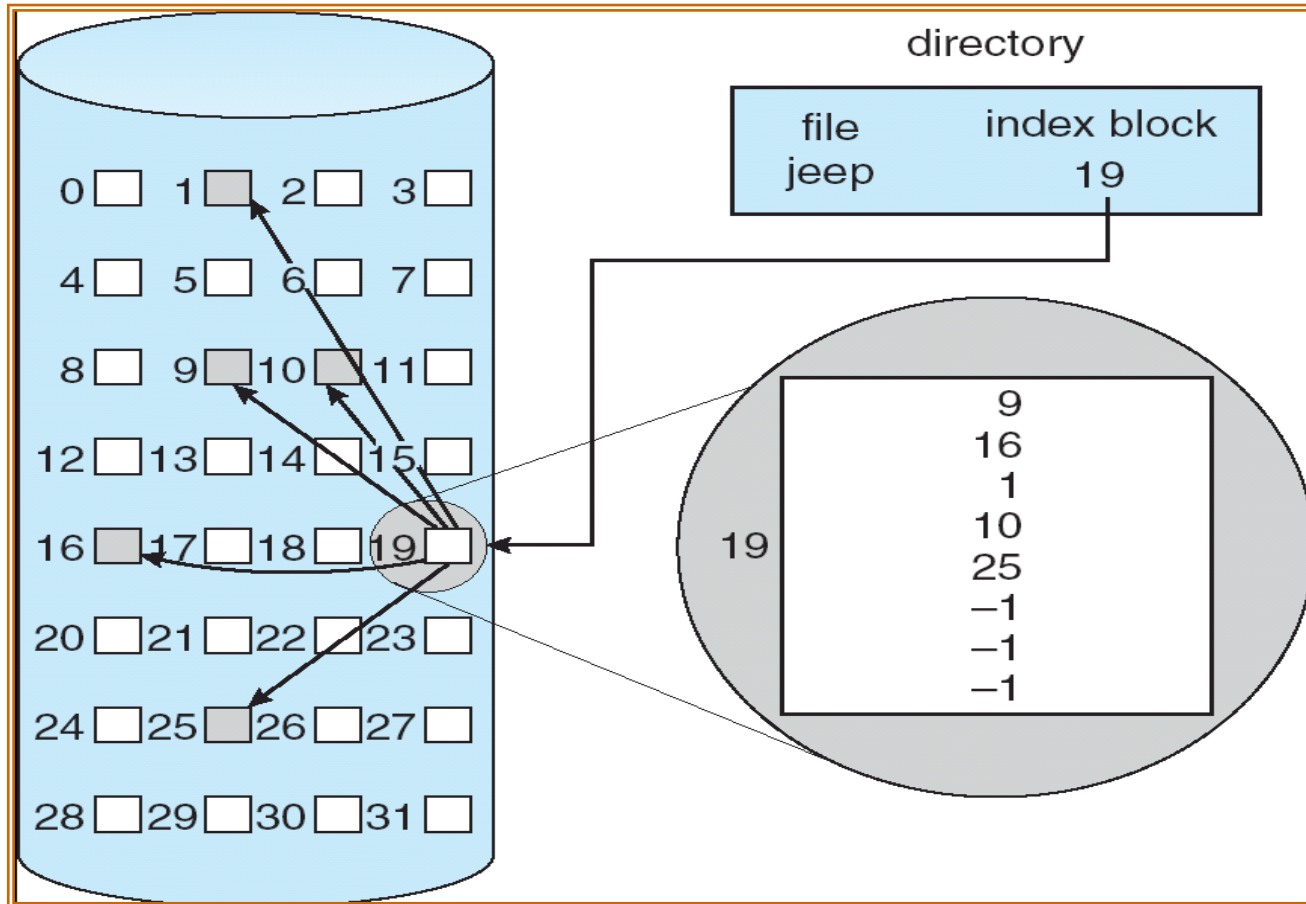 directory
file index block
jeep 19
0 1 2 3
4 5 6 7
8 9 10 11
12 13 14 15
16 17 18 19
20 21 22 23
24 25 26 27
28 29 30 31
9
16
1
10
19 25
–1
–1
–1